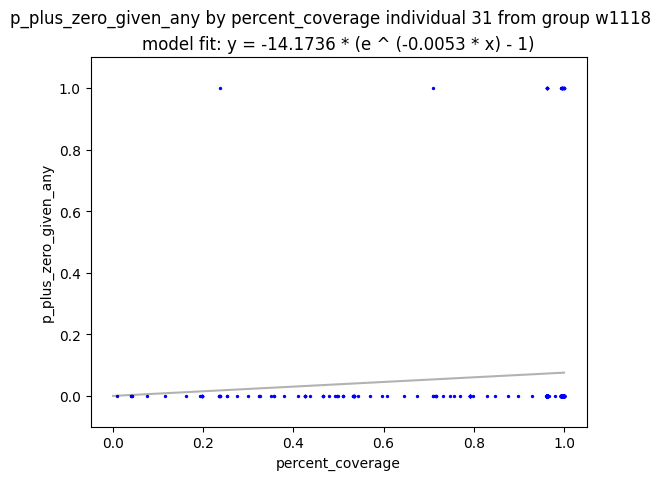 p_plus_zero_given_any by percent_coverage individual 31 from group w1118
model fit: y = -14.1736 * (e ^ (-0.0053 * x) - 1)
p_plus_zero_given_any
1.0
0.8
0.6
0.4
0.2
0.0
0.0 0.2 0.4 0.6 0.8 1.0
percent_coverage